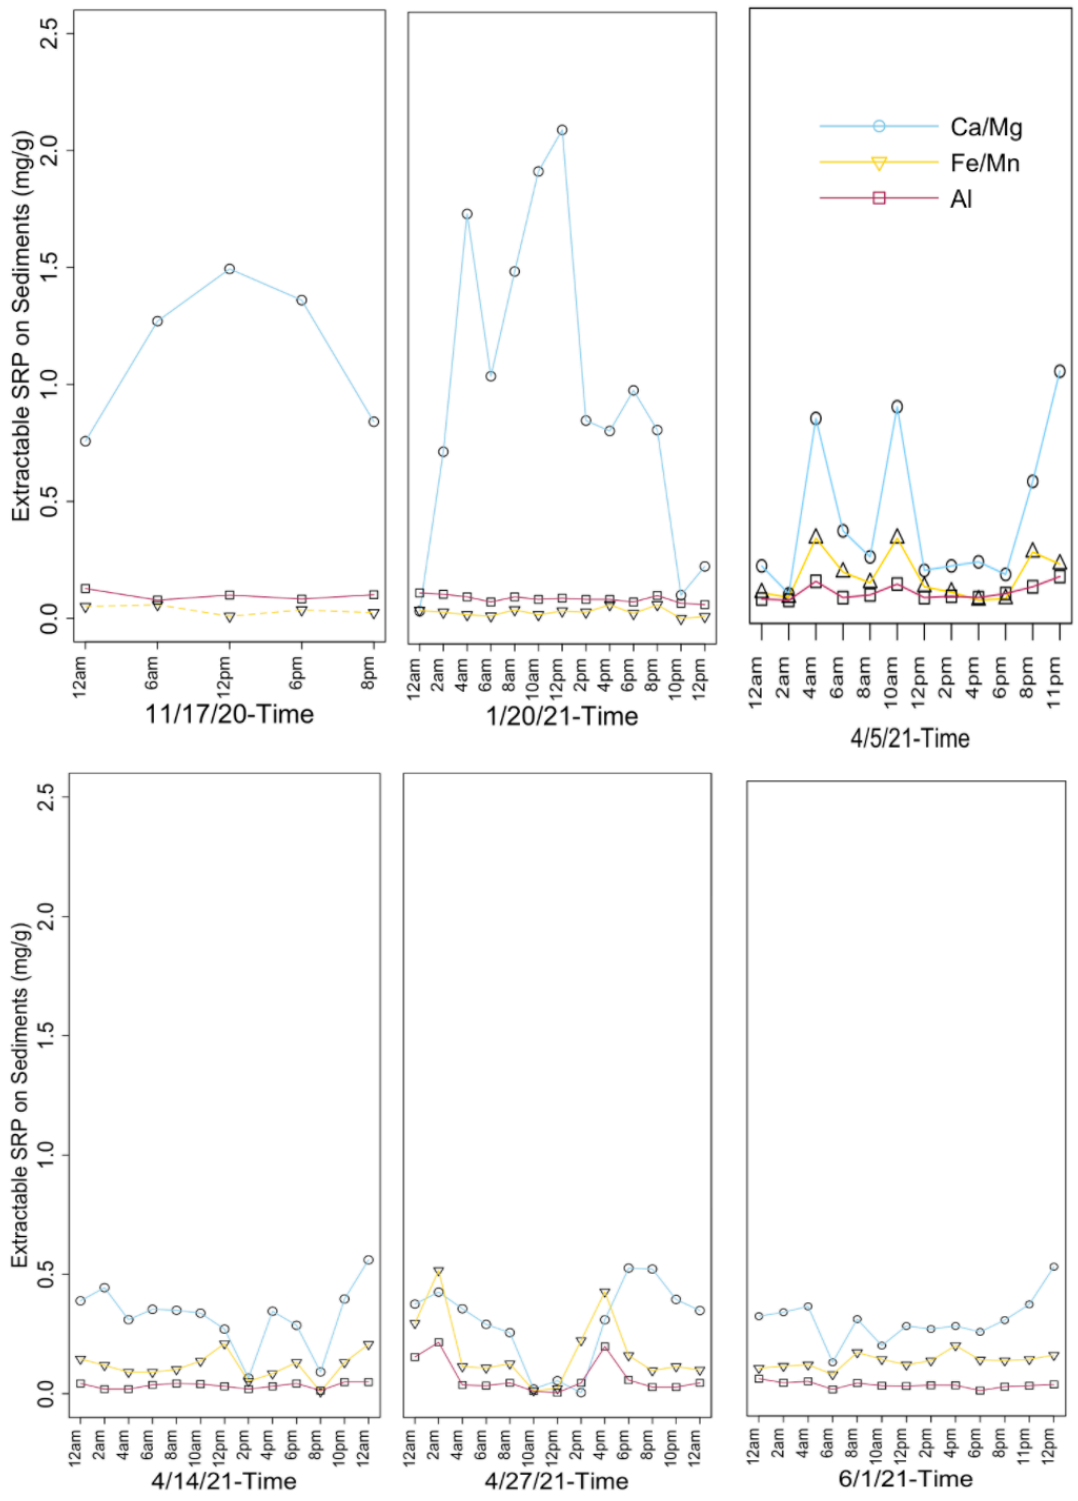 Extractable SRP on Sediments (mg/g)
2.5
2.0
1.5
1.0
0.5
0.0
12am 6am 12pm 6pm 8pm
11/17/20-Time
12am 2am 4am 6am 8am 10am 12pm 2pm 4pm 6pm 8pm 10pm 12pm
1/20/21-Time
Ca/Mg
Fe/Mn
Al
12am 2am 4am 6am 8am 10am 12pm 2pm 4pm 6pm 8pm 11pm
4/5/21-Time
Extractable SRP on Sediments (mg/g)
2.5
2.0
1.5
1.0
0.5
0.0
12am 2am 4am 6am 8am 10am 12pm 2pm 4pm 6pm 8pm 10pm 12am
4/14/21-Time
12am 2am 4am 6am 8am 10am 12pm 2pm 4pm 6pm 8pm 10pm 12am
4/27/21-Time
12am 2am 4am 6am 8am 10am 12pm 2pm 4pm 6pm 8pm 11pm 12pm
6/1/21-Time